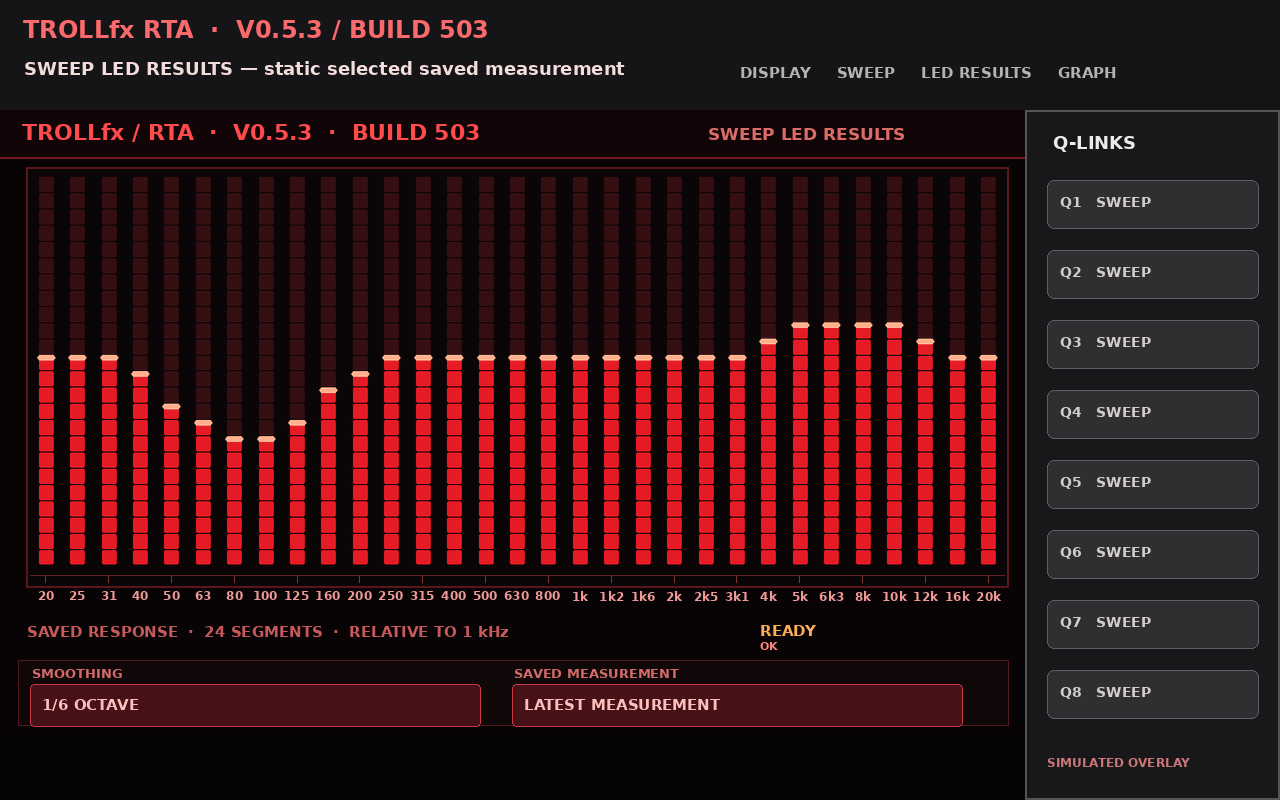 TROLLfx RTA · V0.5.3 / BUILD 503
SWEEP LED RESULTS — static selected saved measurement
DISPLAY SWEEP LED RESULTS GRAPH
TROLLfx / RTA · V0.5.3 · BUILD 503
SWEEP LED RESULTS
20 25 31 40 50 63 80 100 125 160 200 250 315 400 500 630 800 1k 1k2 1k6 2k 2k5 3k1 4k 5k 6k3 8k 10k 12k 16k 20k
SAVED RESPONSE · 24 SEGMENTS · RELATIVE TO 1 kHz
READY
OK
SMOOTHING
1/6 OCTAVE
SAVED MEASUREMENT
LATEST MEASUREMENT
Q-LINKS
Q1 SWEEP
Q2 SWEEP
Q3 SWEEP
Q4 SWEEP
Q5 SWEEP
Q6 SWEEP
Q7 SWEEP
Q8 SWEEP
SIMULATED OVERLAY